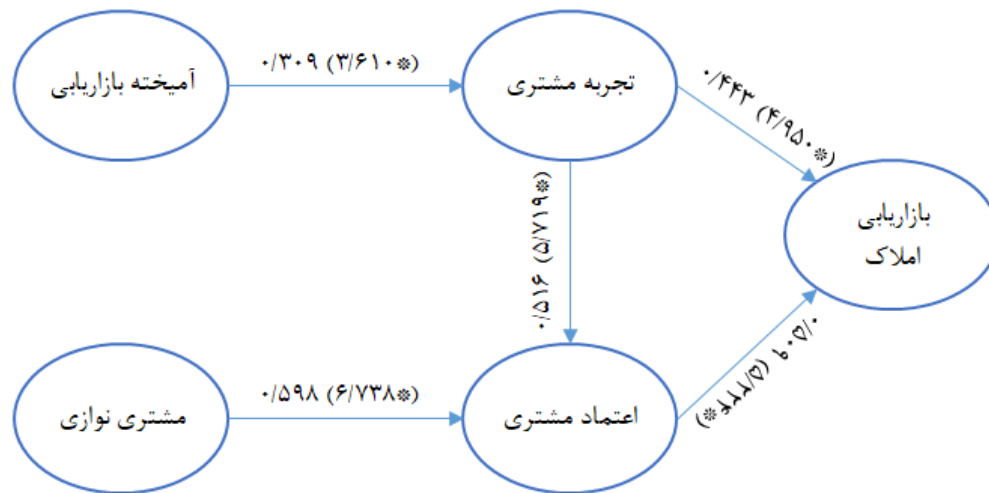 آمیخته بازاریابی
۰/۳۰۹ (۳/۶۱۰*)
تجربه مشتری
۰/۴۴۳ (۴/۹۵۰*)
۰/۵۱۶ (۵/۷۱۹*)
بازاریابی
املاک
مشتری نوازی
۰/۵۹۸ (۶/۷۳۸*)
اعتماد مشتری